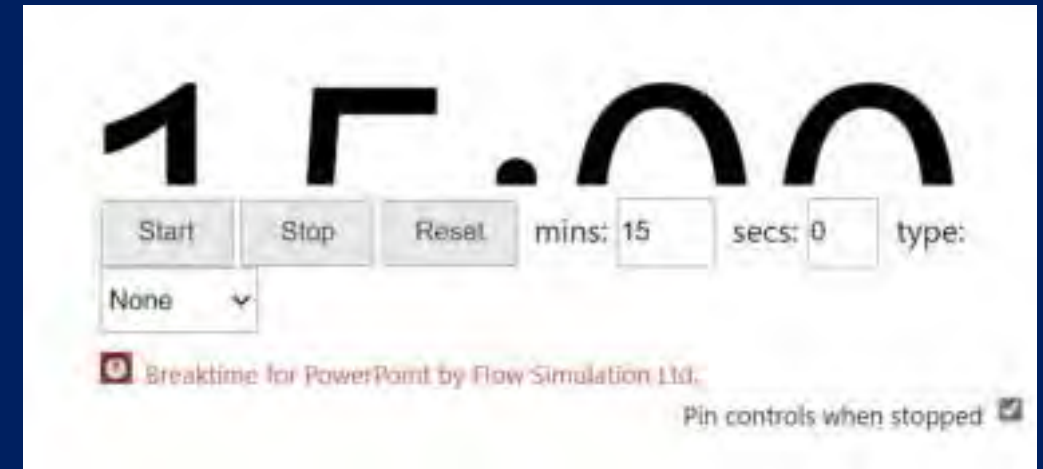 15:00
Start Stop Reset mins: 15 secs: 0 type:
None
Breaktime for PowerPoint by Flow Simulation Ltd.
Pin controls when stopped